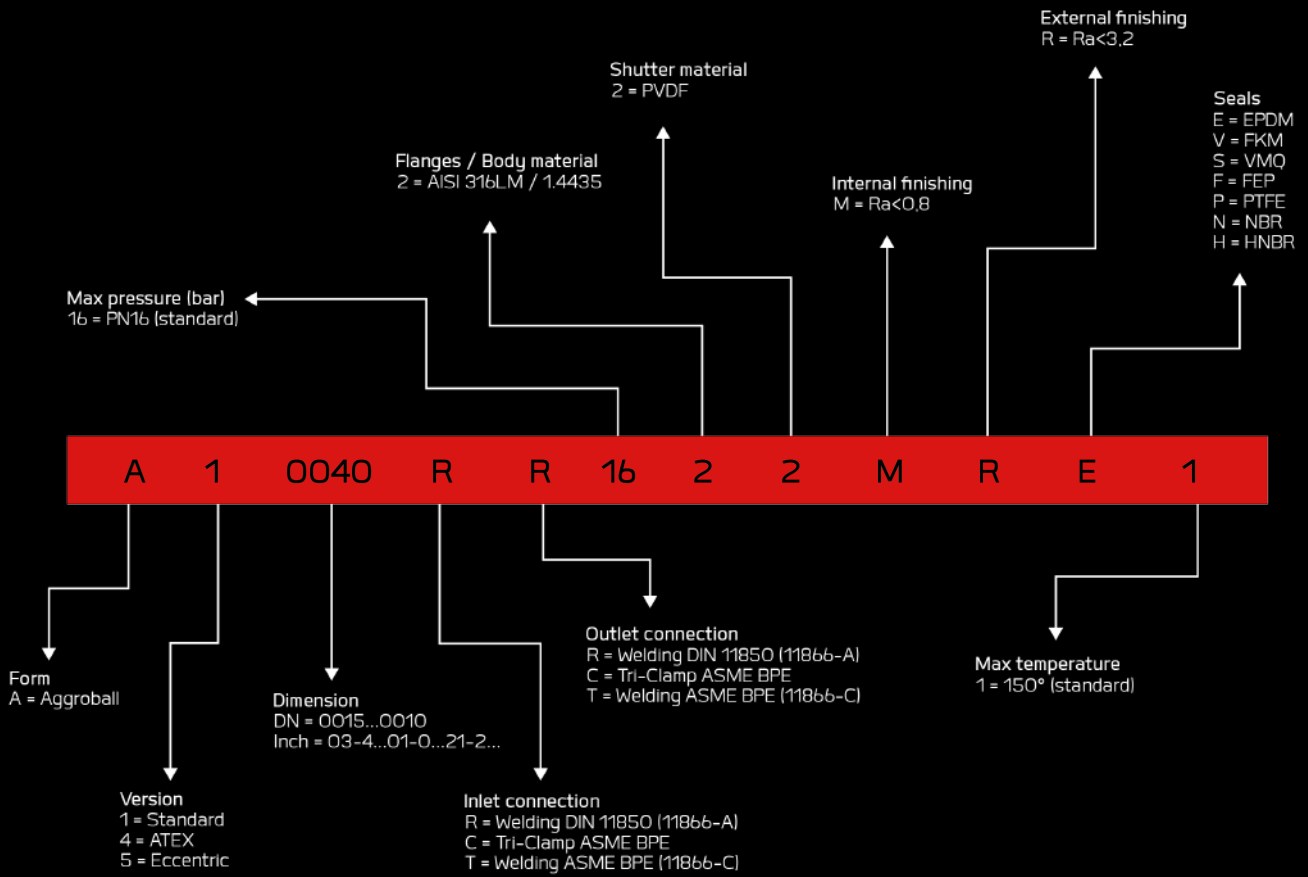 External finishing
R = Ra<3,2
Shutter material
2 = PVDF
Seals
E = EPDM
V = FKM
S = VMQ
F = FEP
P = PTFE
N = NBR
H = HNBR
Flanges / Body material
2 = AISI 316LM / 1.4435
Internal finishing
M = Ra<0,8
Max pressure (bar)
16 = PN16 (standard)
A 1 0040 R R 16 2 2 M R E 1
Form
A = Aggroball
Version
1 = Standard
4 = ATEX
5 = Eccentric
Dimension
DN = 0015...0010
Inch = 03-4...01-0...21-2...
Inlet connection
R = Welding DIN 11850 (11866-A)
C = Tri-Clamp ASME BPE
T = Welding ASME BPE (11866-C)
Outlet connection
R = Welding DIN 11850 (11866-A)
C = Tri-Clamp ASME BPE
T = Welding ASME BPE (11866-C)
Max temperature
1 = 150° (standard)